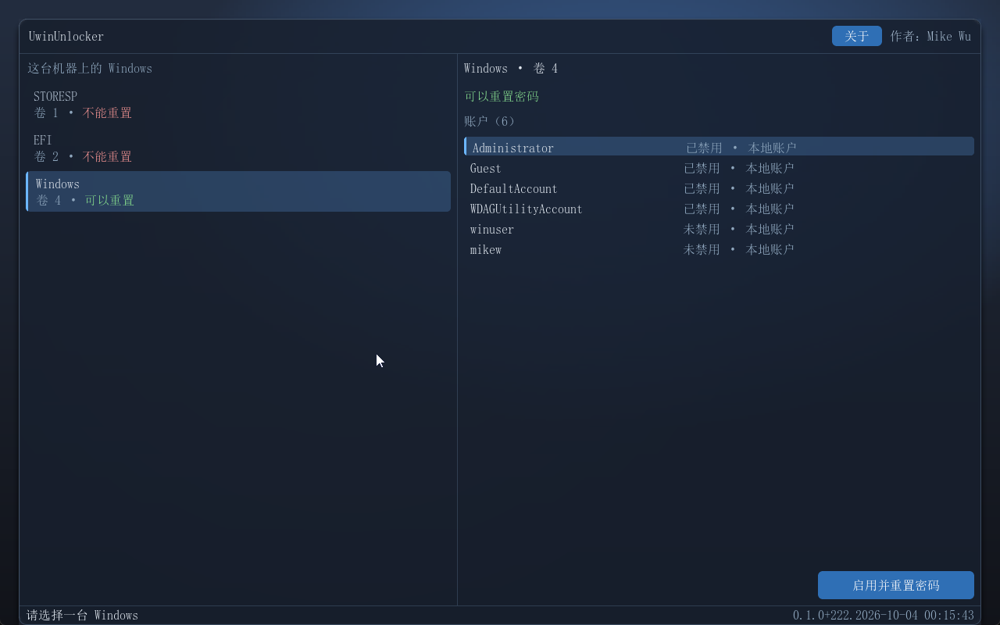 UwinUnlocker
关于 作者: Mike Wu
这台机器上的 Windows
STORESP
卷 1 • 不能重置
EFI
卷 2 • 不能重置
Windows
卷 4 • 可以重置
Windows • 卷 4
可以重置密码
账户（6）
Administrator 已禁用 • 本地账户
Guest 已禁用 • 本地账户
DefaultAccount 已禁用 • 本地账户
WDAGUtilityAccount 已禁用 • 本地账户
winuser 未禁用 • 本地账户
mikew 未禁用 • 本地账户
启用并重置密码
请选择一台 Windows
0.1.0+222.2026-10-04 00:15:43